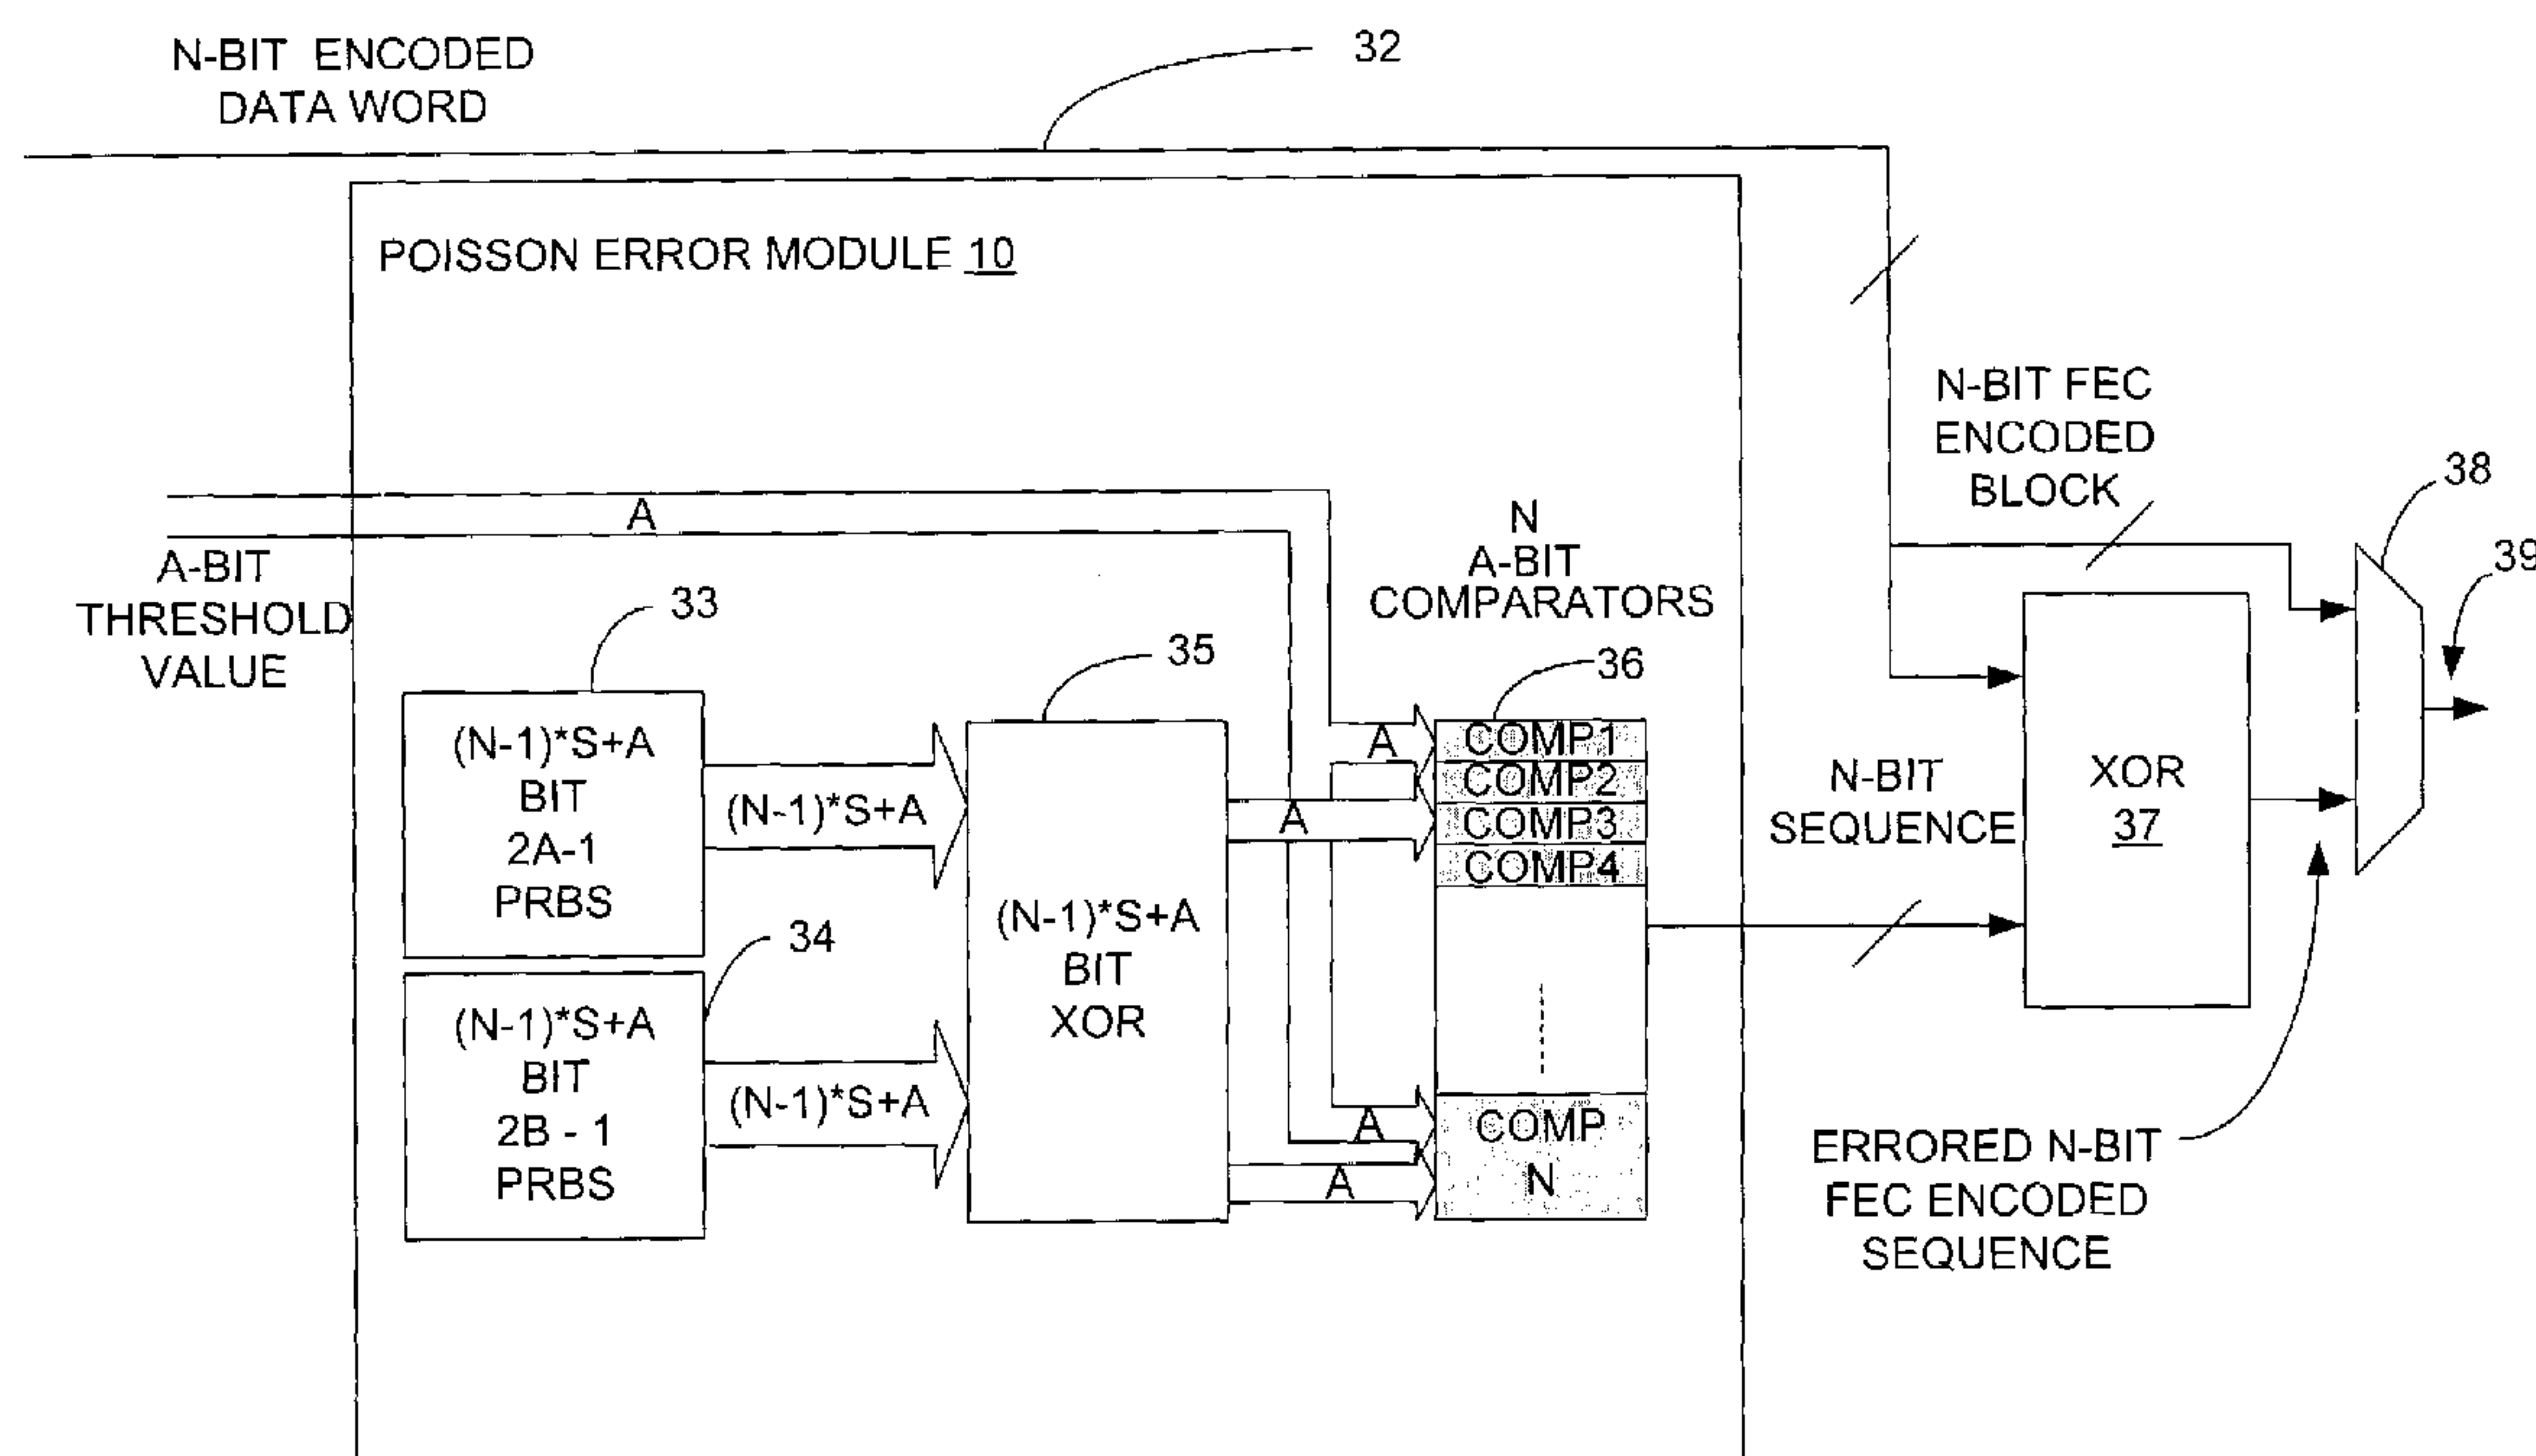 N-BIT ENCODED
DATA WORD
32
POISSON ERROR MODULE 10
A
A-BIT
THRESHOLD
VALUE
N-BIT FEC
ENCODED
BLOCK
38
39
N
A-BIT
COMPARATORS
33
35
36
(N-1)*S+A
BIT
2A-1
PRBS
(N-1)*S+A
34
(N-1)*S+A
BIT
2B - 1
PRBS
(N-1)*S+A
(N-1)*S+A
BIT
XOR
A
A
A
A
COMP1
COMP2
COMP3
COMP4
COMP
N
N-BIT
SEQUENCE
XOR
37
ERRORED N-BIT
FEC ENCODED
SEQUENCE